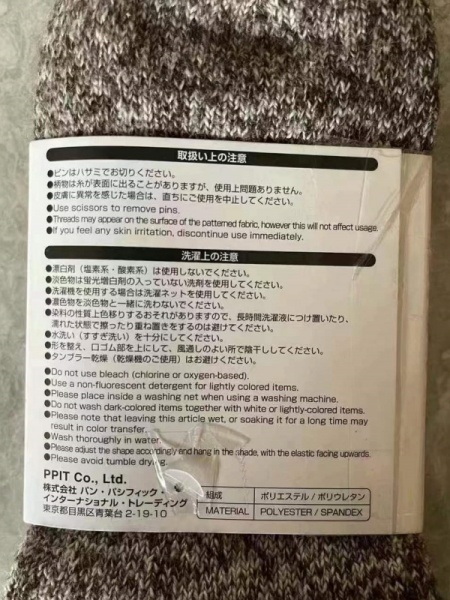 取扱い上の注意
●ピンはハサミでお切りください。
●柄物は糸が表面に出ることがありますが、使用上問題ありません。
●皮膚に異常を感じた場合は、直ちにご使用を中止してください。
●Use scissors to remove pins.
●Threads may appear on the surface of the patterned fabric, however this will not affect usage.
●If you feel any skin irritation, discontinue use immediately.
洗濯上の注意
●漂白剤（塩素系・酸素系）は使用しないでください。
●淡色物は蛍光増白剤の入っていない洗剤を使用してください。
●洗濯機を使用する場合は洗濯ネットを使用してください。
●濃色物を淡色物と一緒に洗わないでください。
●染料の性質上色移りするおそれがありますので、長時間洗濯液につけ置いたり、
濡れた状態で擦ったり重ね置きをするのは避けてください。
●水洗い（すすぎ洗い）を十分にしてください。
●形を整え、口ゴム部を上にして、風通しのよい所で陰干ししてください。
●タンブラー乾燥（乾燥機のご使用）はお避けください。
●Do not use bleach (chlorine or oxygen-based).
●Use a non-fluorescent detergent for lightly colored items.
●Please place inside a washing net when using a washing machine.
●Do not wash dark-colored items together with white or lightly-colored items.
●Please note that leaving this article wet, or soaking it for a long time may
result in color transfer.
●Wash thoroughly in water.
●Please adjust the shape accordingly and hang in the shade, with the elastic facing upwards.
●Please avoid tumble drying.
PPIT Co., Ltd.
株式会社 パン・パシフィック・
インターナショナル・トレーディング
東京都目黒区青葉台2-19-10
組成 ポリエステル / ポリウレタン
MATERIAL POLYESTER / SPANDEX